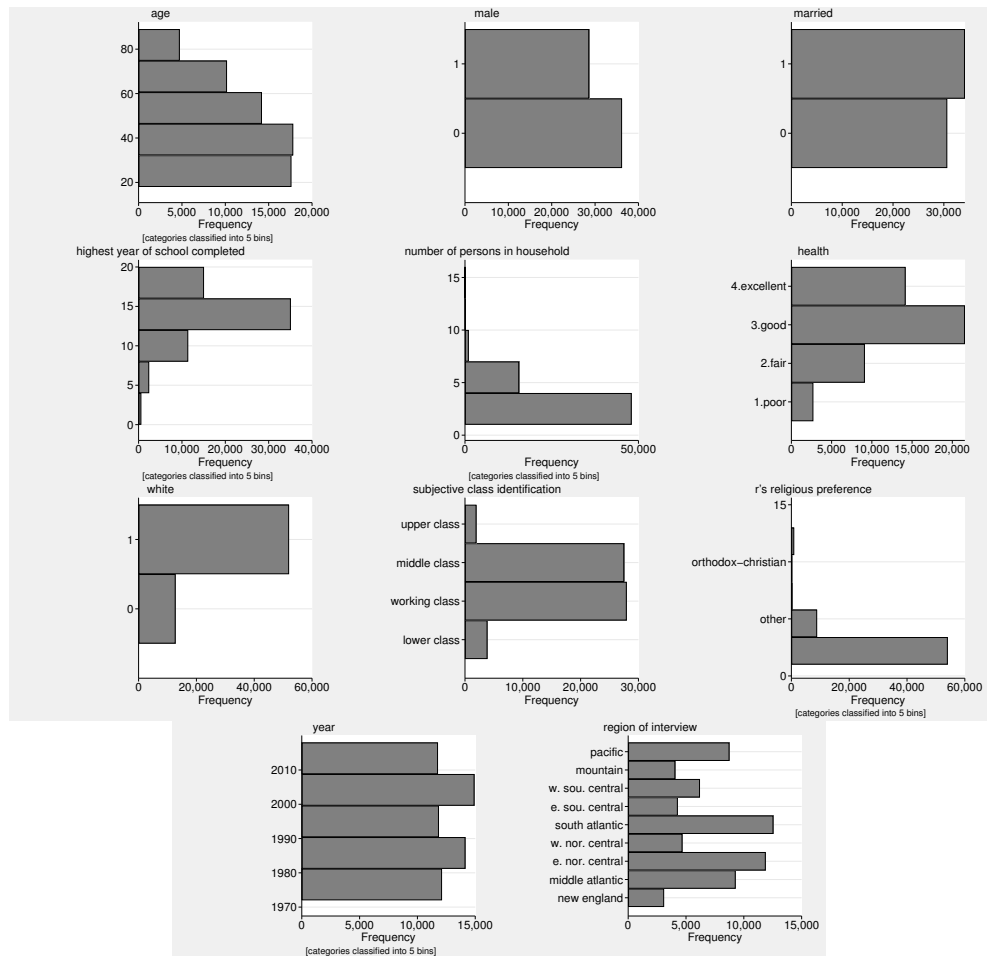 age
80
60
40
20
0 5,000 10,000 15,000 20,000
Frequency
[categories classified into 5 bins]
male
1
0
0 10,000 20,000 30,000 40,000
Frequency
married
1
0
0 10,000 20,000 30,000
Frequency
highest year of school completed
20
15
10
5
0
0 10,000 20,000 30,000 40,000
Frequency
[categories classified into 5 bins]
number of persons in household
15
10
5
0
0 50,000
Frequency
[categories classified into 5 bins]
health
4.excellent
3.good
2.fair
1.poor
0 5,000 10,000 15,000 20,000
Frequency
white
1
0
0 20,000 40,000 60,000
Frequency
subjective class identification
upper class
middle class
working class
lower class
0 10,000 20,000 30,000
Frequency
r's religious preference
15
orthodox−christian
other
0
0 20,000 40,000 60,000
Frequency
[categories classified into 5 bins]
year
2010
2000
1990
1980
1970
0 5,000 10,000 15,000
Frequency
[categories classified into 5 bins]
region of interview
pacific
mountain
w. sou. central
e. sou. central
south atlantic
w. nor. central
e. nor. central
middle atlantic
new england
0 5,000 10,000 15,000
Frequency